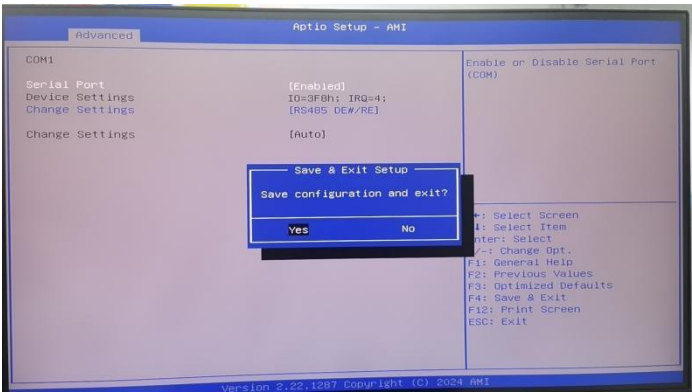 Aptio Setup - AMI
Advanced
COM1
Serial Port [Enabled]
Device Settings IO=3F8h; IRQ=4;
Change Settings [RS485 DE#/RE]
Change Settings [Auto]
Enable or Disable Serial Port
(COM)
Save & Exit Setup
Save configuration and exit?
Yes No
: Select Screen
: Select Item
nter: Select
/-: Change Opt.
F1: General Help
F2: Previous Values
F3: Optimized Defaults
F4: Save & Exit
F12: Print Screen
ESC: Exit
Version 2.22.1287 Copyright (C) 2024 AMI